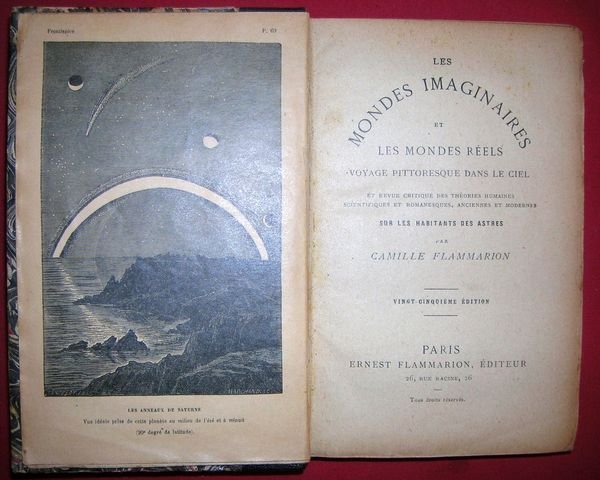 Frontispice P. 69
MARCHAND SC
LES ANNEAUX DE SATURNE
Vue idéale prise de cette planète au milieu de l'été et à minuit
degré de latitude).
LES
MONDES IMAGINAIRES
ET
LES MONDES RÉELS
VOYAGE PITTORESQUE DANS LE CIEL
ET REVUE CRITIQUE DES THÉORIES HUMAINES
SCIENTIFIQUES ET ROMANESQUES, ANCIENNES ET MODERNES
SUR LES HABITANTS DES ASTRES
PAR
CAMILLE FLAMMARION
VINGT-CINQUIÈME ÉDITION
PARIS
ERNEST FLAMMARION, ÉDITEUR
26, RUE RACINE, 26
Tous droits réservés.